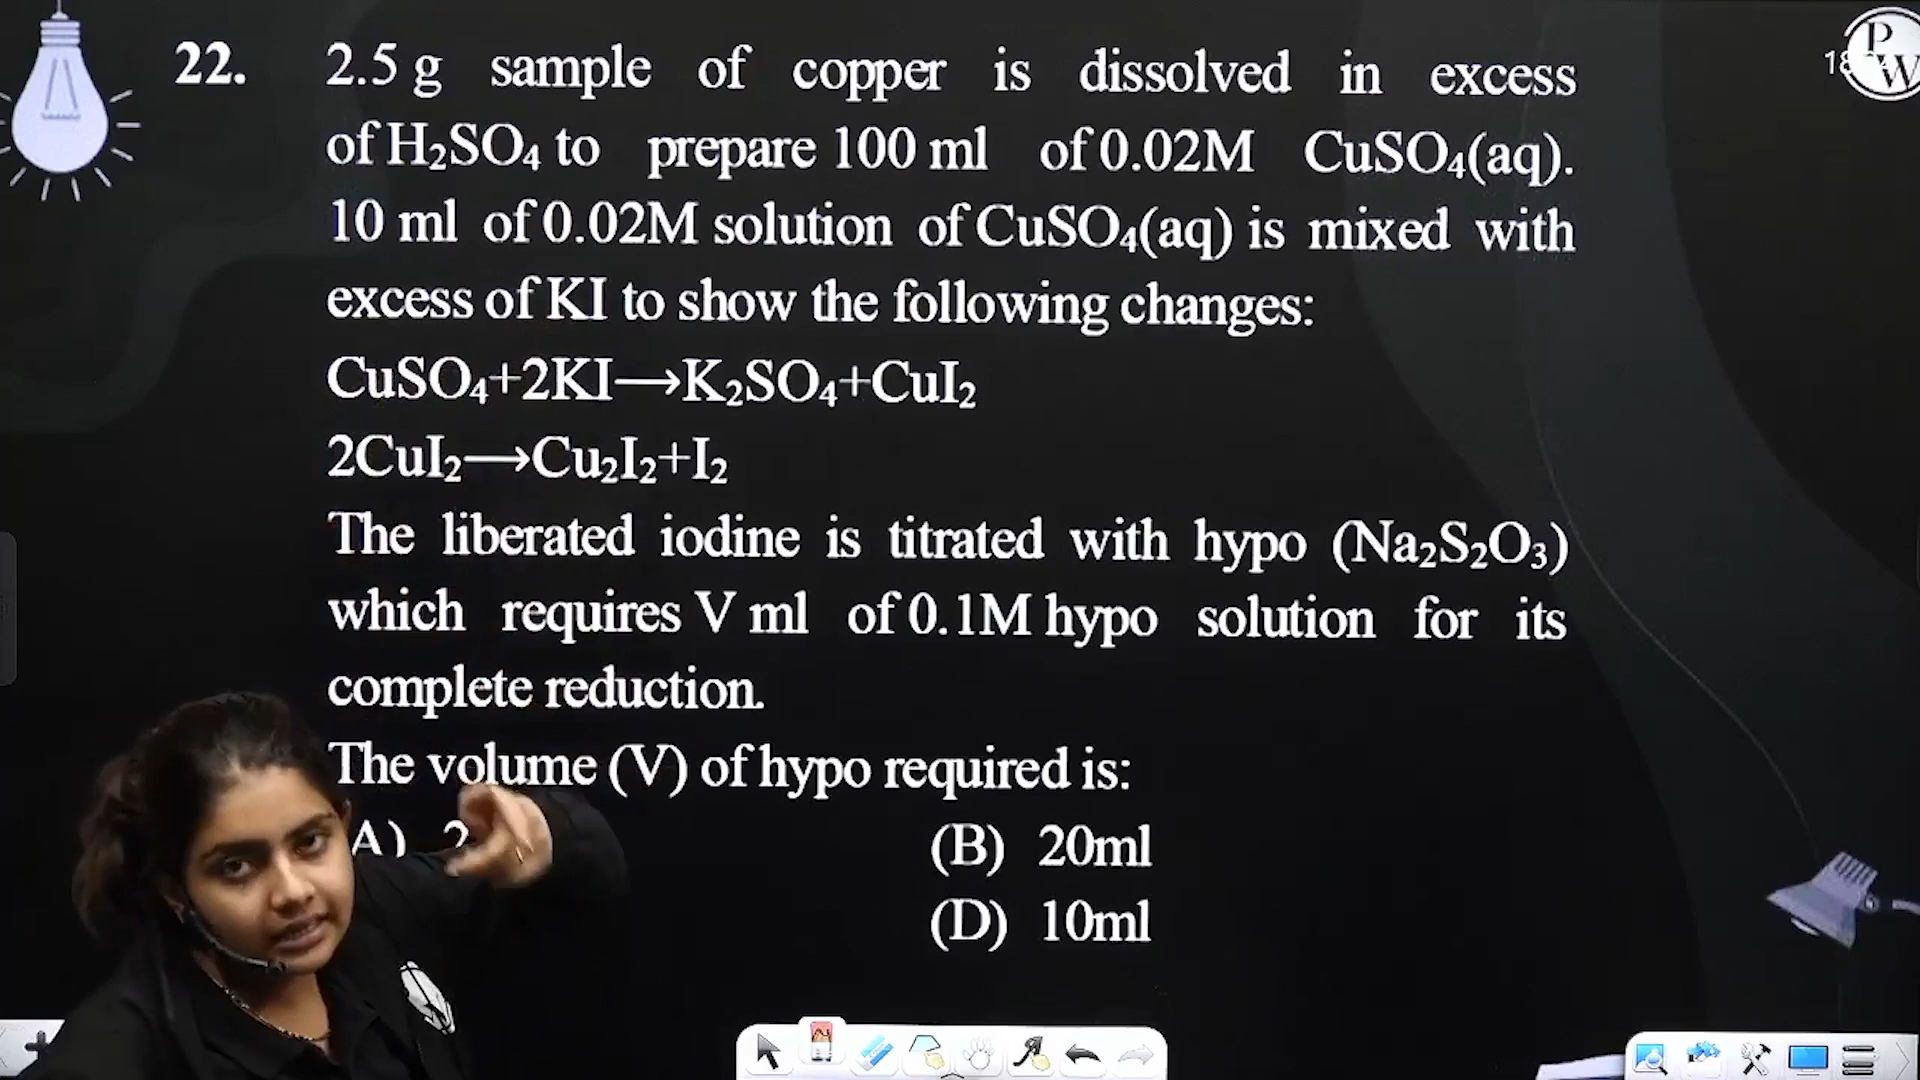 22. 2.5 g sample of copper is dissolved in excess
of H₂SO₄ to prepare 100 ml of 0.02M CuSO₄(aq).
10 ml of 0.02M solution of CuSO₄(aq) is mixed with
excess of KI to show the following changes:
CuSO₄+2KI⟶K₂SO₄+CuI₂
2CuI₂⟶Cu₂I₂+I₂
The liberated iodine is titrated with hypo (Na₂S₂O₃)
which requires V ml of 0.1M hypo solution for its
complete reduction.
The volume (V) of hypo required is:
A) 2 (B) 20ml
(D) 10ml
PW